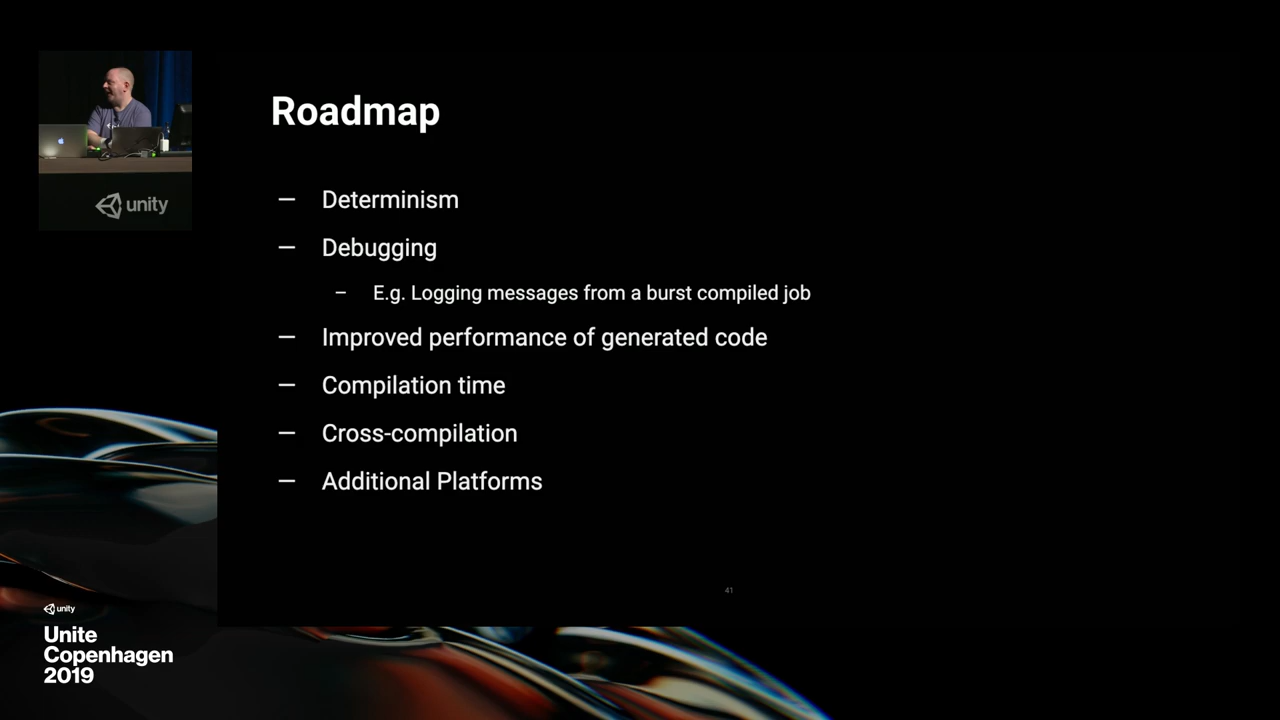 Roadmap
— Determinism
— Debugging
– E.g. Logging messages from a burst compiled job
— Improved performance of generated code
— Compilation time
— Cross-compilation
— Additional Platforms
41
unity
unity
Unite
Copenhagen
2019